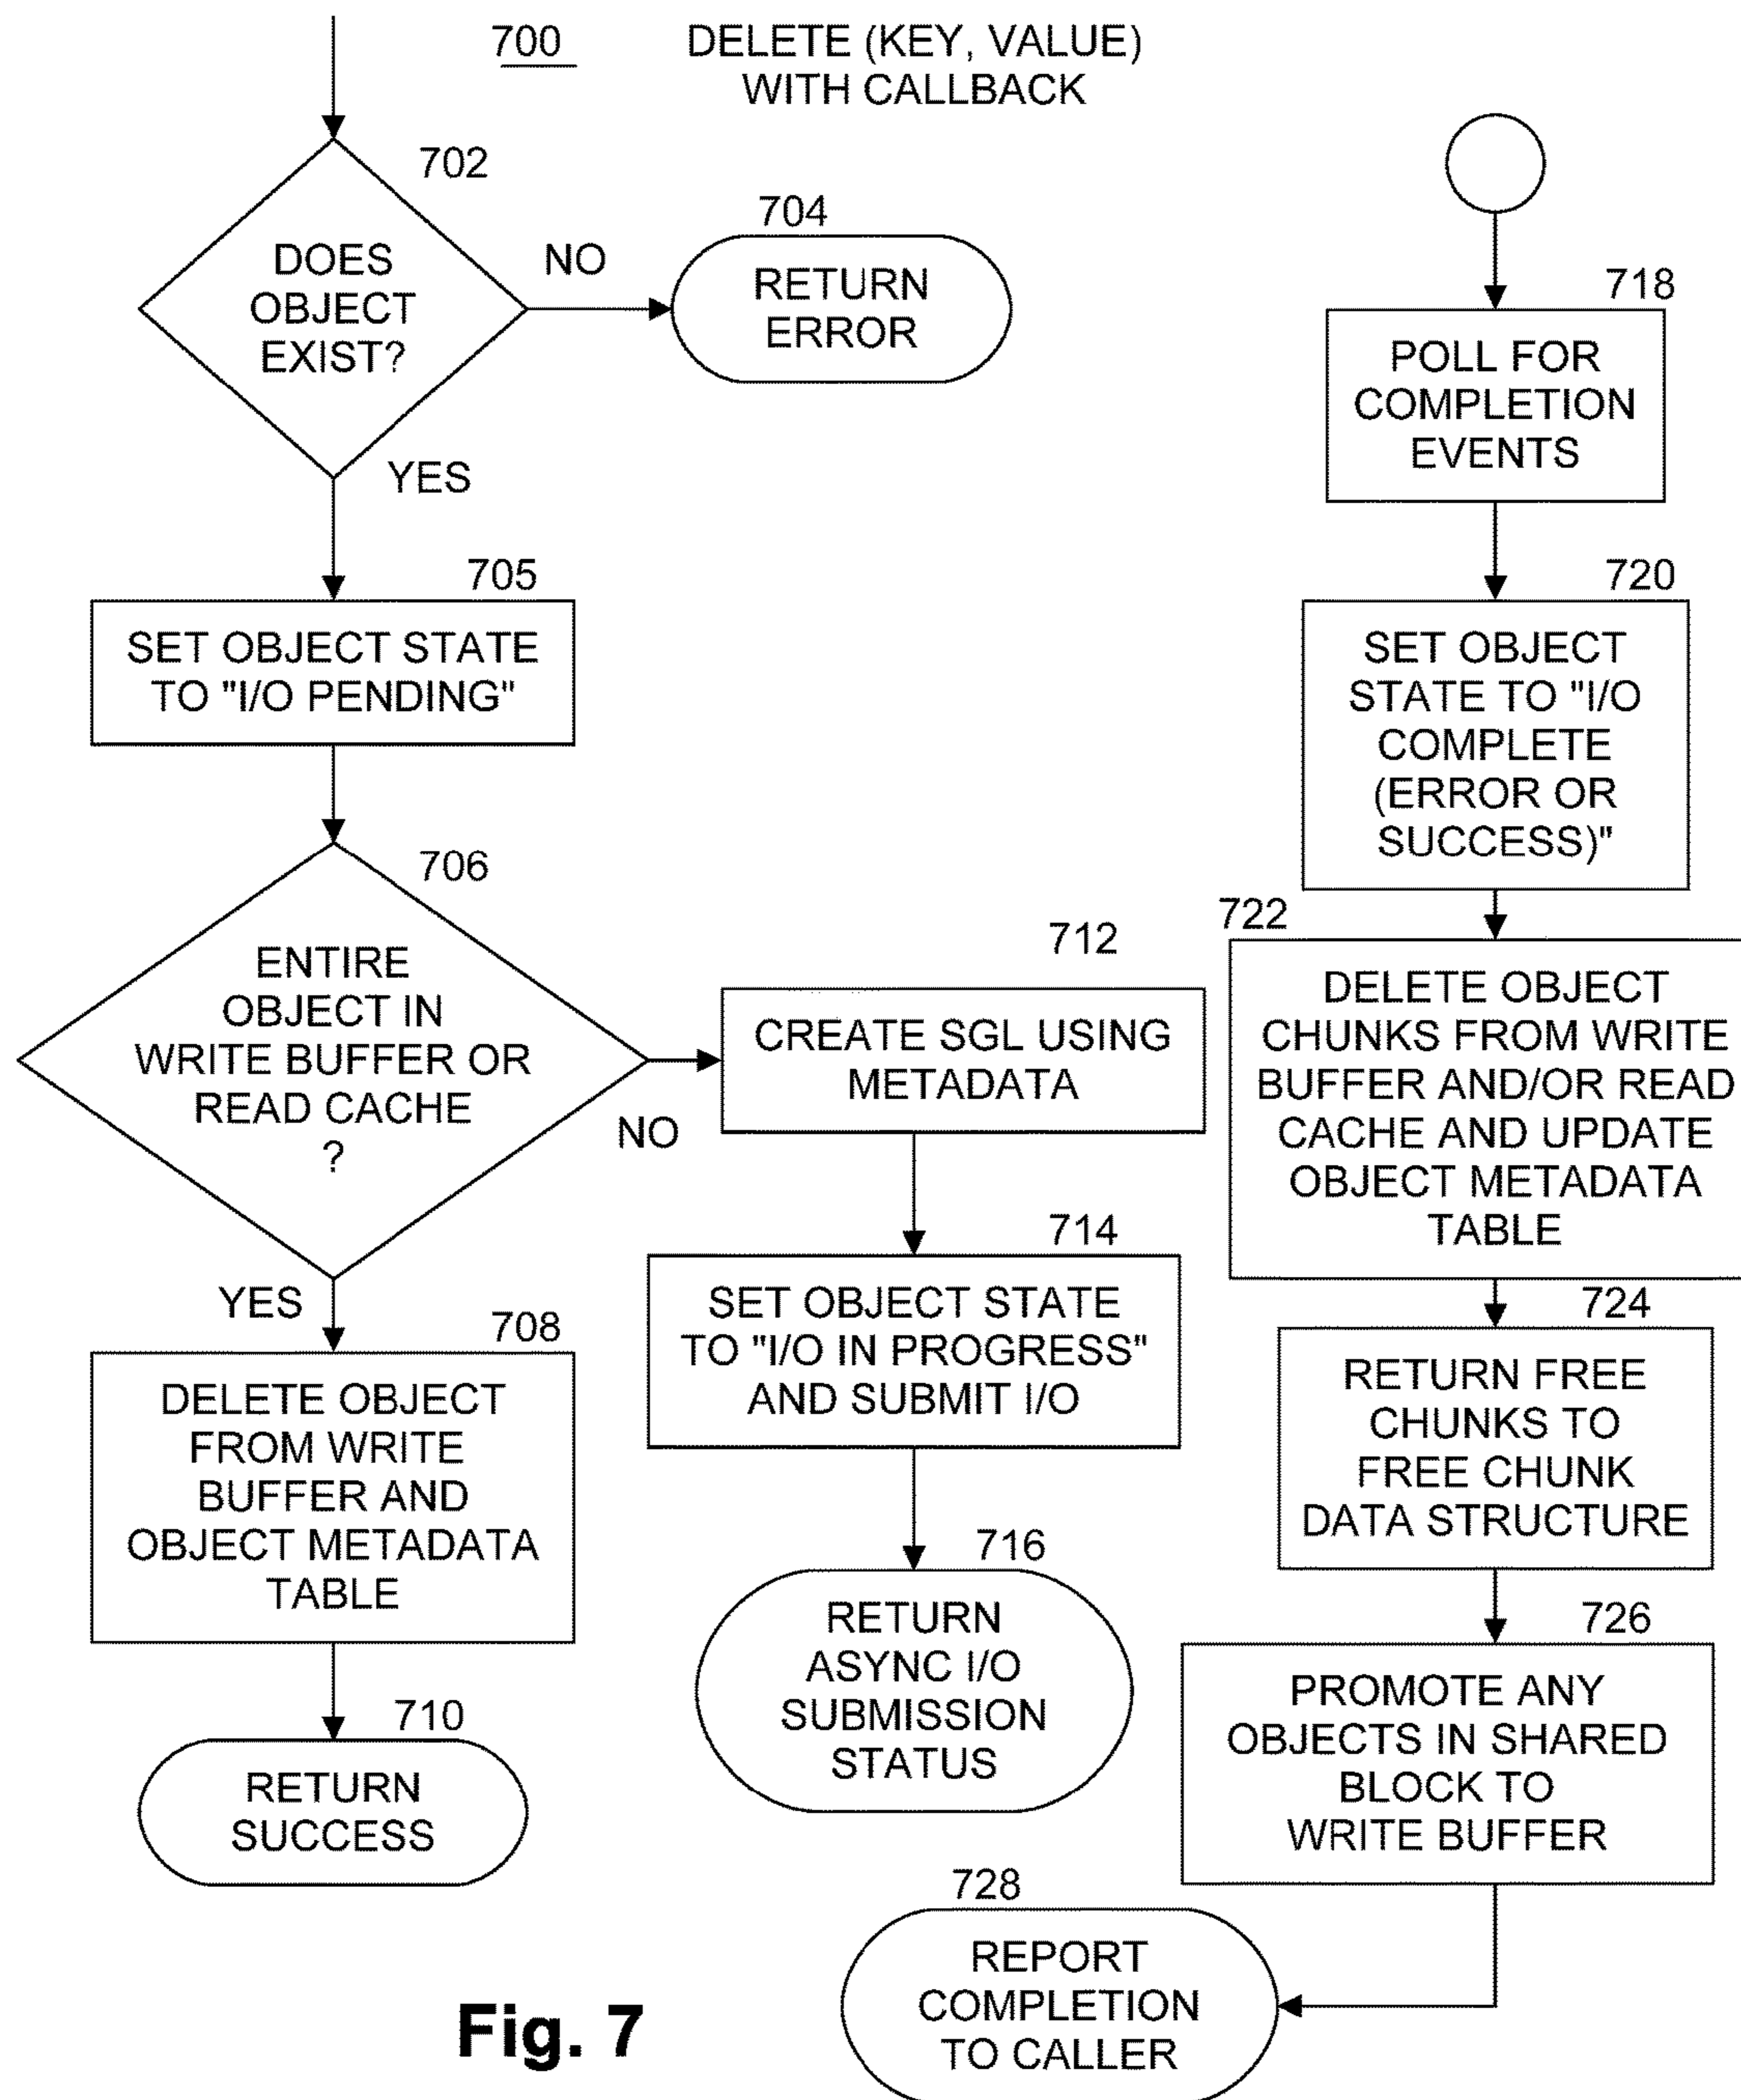 700
DELETE (KEY, VALUE)
WITH CALLBACK
702
DOES
OBJECT
EXIST?
NO
704
RETURN
ERROR
YES
705
SET OBJECT STATE
TO "I/O PENDING"
706
ENTIRE
OBJECT IN
WRITE BUFFER OR
READ CACHE
?
NO
YES
708
DELETE OBJECT
FROM WRITE
BUFFER AND
OBJECT METADATA
TABLE
710
RETURN
SUCCESS
712
CREATE SGL USING
METADATA
714
SET OBJECT STATE
TO "I/O IN PROGRESS"
AND SUBMIT I/O
716
RETURN
ASYNC I/O
SUBMISSION
STATUS
718
POLL FOR
COMPLETION
EVENTS
720
SET OBJECT
STATE TO "I/O
COMPLETE
(ERROR OR
SUCCESS)"
722
DELETE OBJECT
CHUNKS FROM WRITE
BUFFER AND/OR READ
CACHE AND UPDATE
OBJECT METADATA
TABLE
724
RETURN FREE
CHUNKS TO
FREE CHUNK
DATA STRUCTURE
726
PROMOTE ANY
OBJECTS IN SHARED
BLOCK TO
WRITE BUFFER
728
REPORT
COMPLETION
TO CALLER
Fig. 7